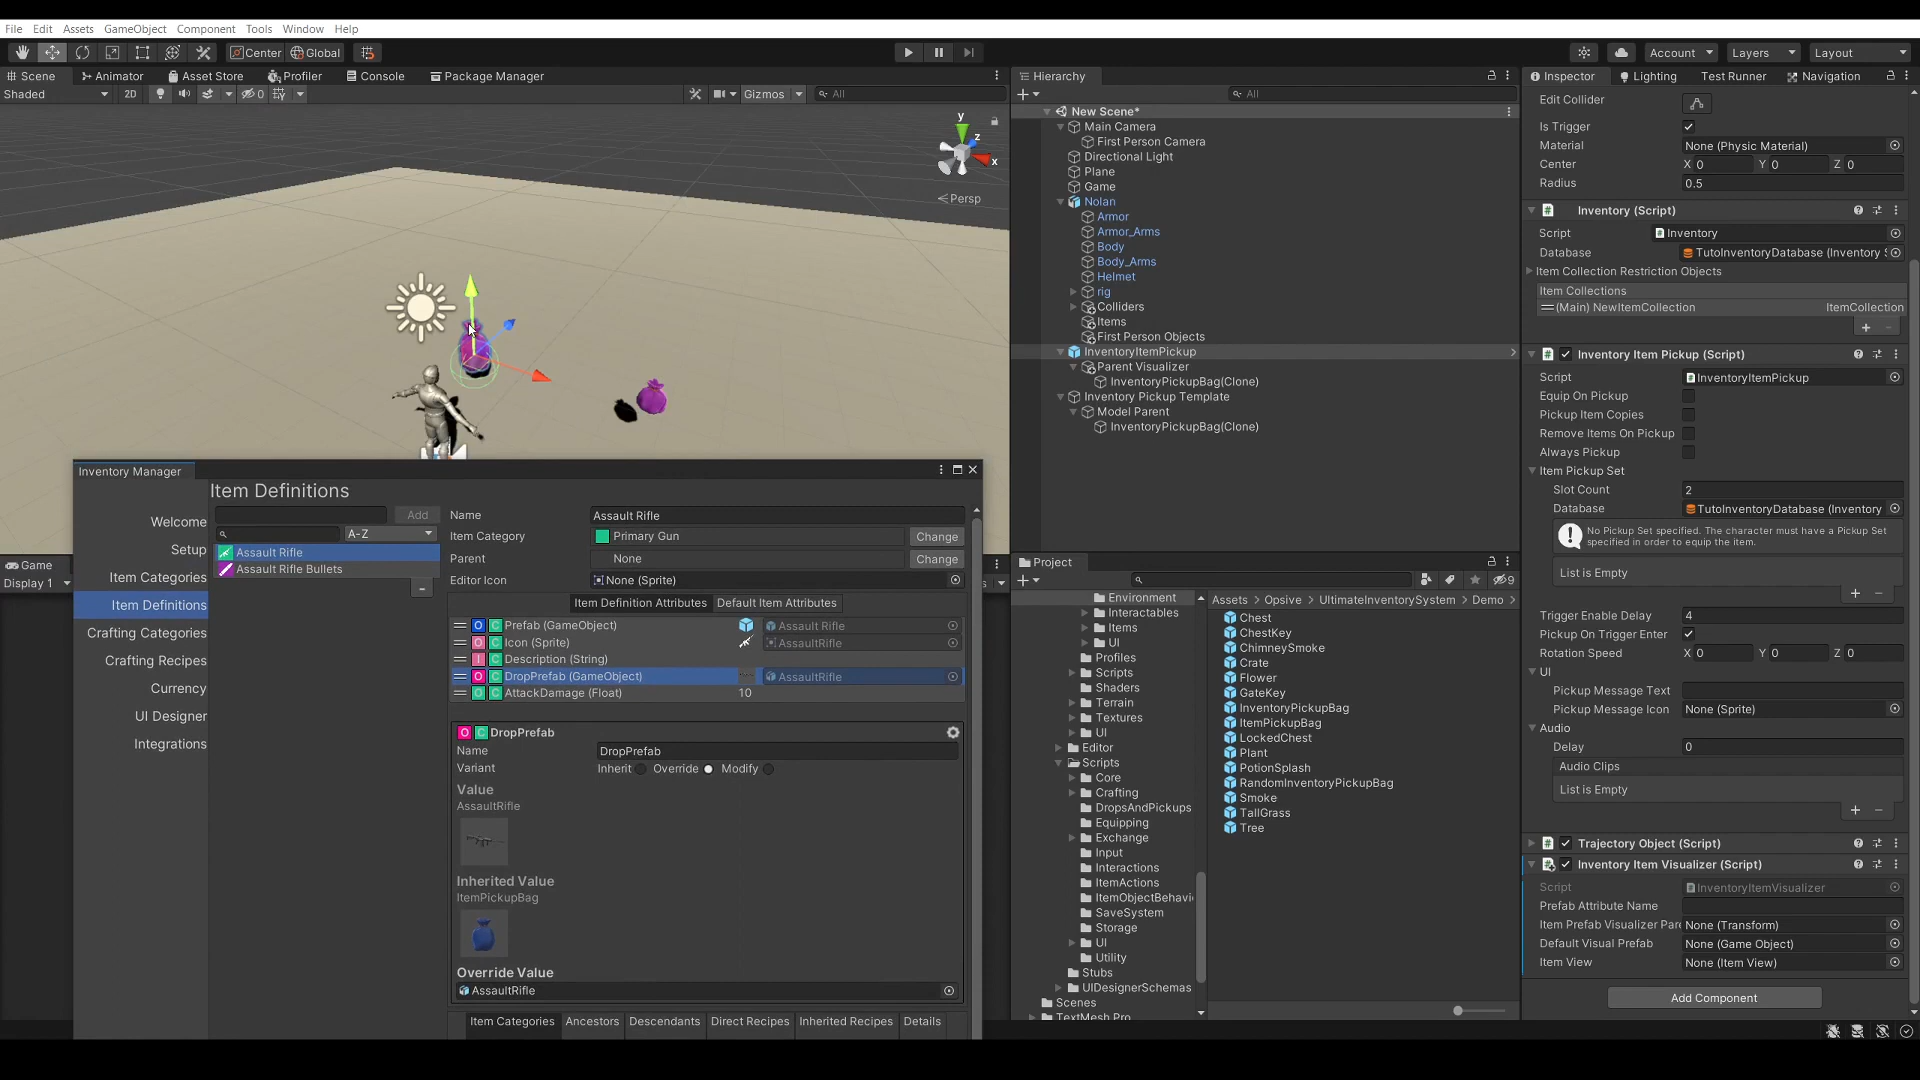 File Edit Assets GameObject Component Tools Window Help
Center Global Account Layers Layout
Scene Animator Asset Store Profiler Console Package Manager
Shaded 2D 0 Gizmos All
y
z
x
Persp
Hierarchy
All
New Scene*
Main Camera
First Person Camera
Directional Light
Plane
Game
Nolan
Armor
Armor_Arms
Body
Body_Arms
Helmet
rig
Colliders
Items
First Person Objects
InventoryItemPickup
Parent Visualizer
InventoryPickupBag(Clone)
Inventory Pickup Template
Model Parent
InventoryPickupBag(Clone)
Inspector Lighting Test Runner Navigation
Edit Collider
Is Trigger
Material None (Physic Material)
Center X 0 Y 0 Z 0
Radius 0.5
Inventory (Script)
Script Inventory
Database TutoInventoryDatabase (Inventory
Item Collection Restriction Objects
Item Collections
(Main) NewItemCollection ItemCollection
Inventory Item Pickup (Script)
Script InventoryItemPickup
Equip On Pickup
Pickup Item Copies
Remove Items On Pickup
Always Pickup
Item Pickup Set
Slot Count 2
Database TutoInventoryDatabase (Inventory
No Pickup Set specified. The character must have a Pickup Set
specified in order to equip the item.
List is Empty
Trigger Enable Delay 4
Pickup On Trigger Enter
Rotation Speed X 0 Y 0 Z 0
UI
Pickup Message Text
Pickup Message Icon None (Sprite)
Audio
Delay 0
Audio Clips
List is Empty
Trajectory Object (Script)
Inventory Item Visualizer (Script)
Script InventoryItemVisualizer
Prefab Attribute Name
Item Prefab Visualizer Par None (Transform)
Default Visual Prefab None (Game Object)
Item View None (Item View)
Add Component
Game
Display 1
Inventory Manager
Welcome
Setup
Item Categories
Item Definitions
Crafting Categories
Crafting Recipes
Currency
UI Designer
Integrations
Item Definitions
Add
A-Z
Assault Rifle
Assault Rifle Bullets
Name Assault Rifle
Item Category Primary Gun Change
Parent None Change
Editor Icon None (Sprite)
Item Definition Attributes Default Item Attributes
O C Prefab (GameObject) Assault Rifle
O C Icon (Sprite) AssaultRifle
I C Description (String)
O C DropPrefab (GameObject) AssaultRifle
O C AttackDamage (Float) 10
O C DropPrefab
Name DropPrefab
Variant Inherit Override Modify
Value
AssaultRifle
Inherited Value
ItemPickupBag
Override Value
AssaultRifle
Item Categories Ancestors Descendants Direct Recipes Inherited Recipes Details
Project
9
Environment
Interactables
Items
UI
Profiles
Scripts
Shaders
Terrain
Textures
UI
Editor
Scripts
Core
Crafting
DropsAndPickups
Equipping
Exchange
Input
Interactions
ItemActions
ItemObjectBehavi
SaveSystem
Storage
UI
Utility
Stubs
UIDesignerSchemas
Scenes
TextMesh Pro
Assets Opsive UltimateInventorySystem Demo
Chest
ChestKey
ChimneySmoke
Crate
Flower
GateKey
InventoryPickupBag
ItemPickupBag
LockedChest
Plant
PotionSplash
RandomInventoryPickupBag
Smoke
TallGrass
Tree